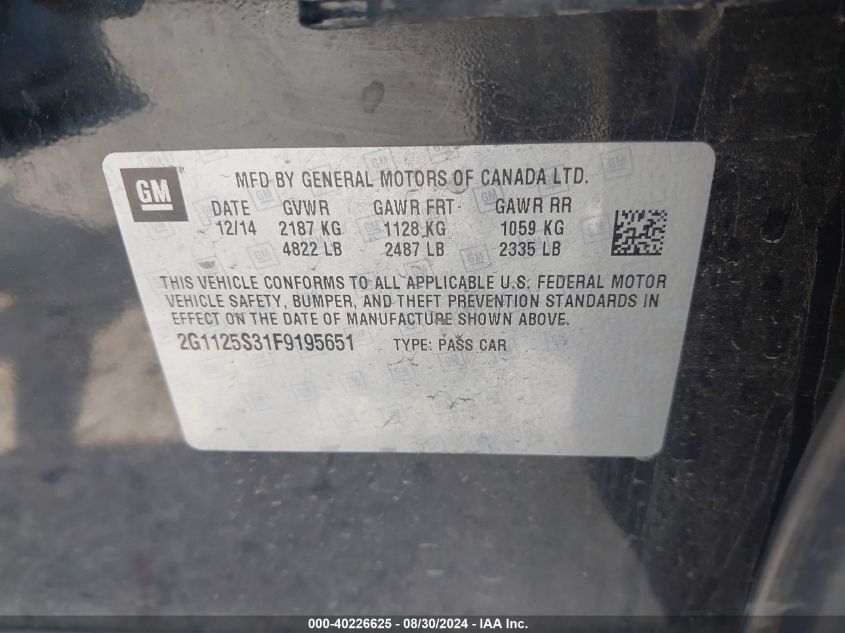 GM
MFD BY GENERAL MOTORS OF CANADA LTD.
DATE GVWR GAWR FRT GAWR RR
12/14 2187 KG 1128 KG 1059 KG
4822 LB 2487 LB 2335 LB
THIS VEHICLE CONFORMS TO ALL APPLICABLE U.S. FEDERAL MOTOR
VEHICLE SAFETY, BUMPER, AND THEFT PREVENTION STANDARDS IN
EFFECT ON THE DATE OF MANUFACTURE SHOWN ABOVE.
2G1125S31F9195651 TYPE: PASS CAR
000-40226625 - 08/30/2024 - IAA Inc.